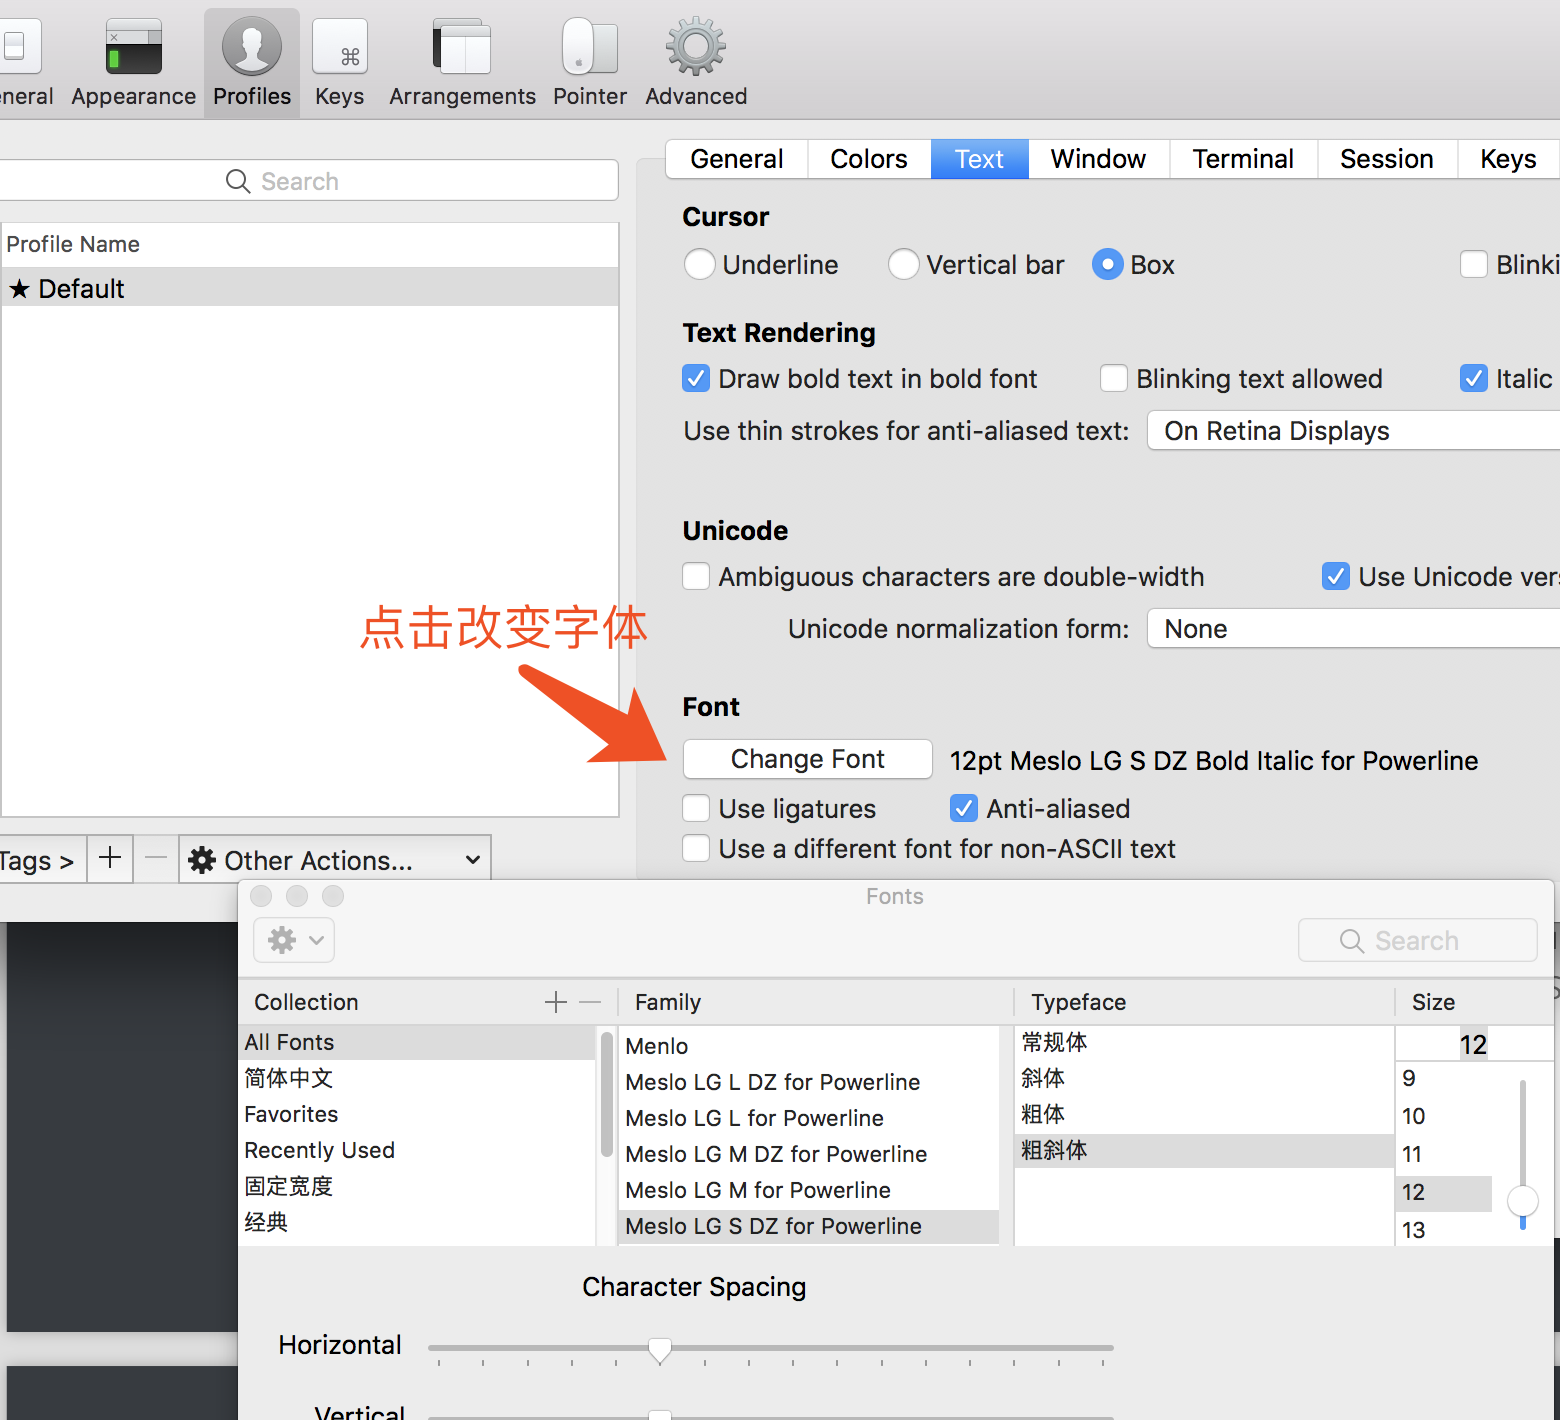 neral Appearance Profiles Keys Arrangements Pointer Advanced
General Colors Text Window Terminal Session Keys
Search
Profile Name
★ Default
Cursor
Underline Vertical bar Box Blinki
Text Rendering
Draw bold text in bold font Blinking text allowed Italic
Use thin strokes for anti-aliased text: On Retina Displays
Unicode
Ambiguous characters are double-width Use Unicode vers
点击改变字体
Unicode normalization form: None
Font
Change Font 12pt Meslo LG S DZ Bold Italic for Powerline
Use ligatures Anti-aliased
Use a different font for non-ASCII text
Tags > + — Other Actions...
Fonts
Search
Collection + — Family Typeface Size
All Fonts Menlo 常规体 12
简体中文 Meslo LG L DZ for Powerline 斜体 9
Favorites Meslo LG L for Powerline 粗体 10
Recently Used Meslo LG M DZ for Powerline 粗斜体 11
固定宽度 Meslo LG M for Powerline 12
经典 Meslo LG S DZ for Powerline 13
Character Spacing
Horizontal
Vertical